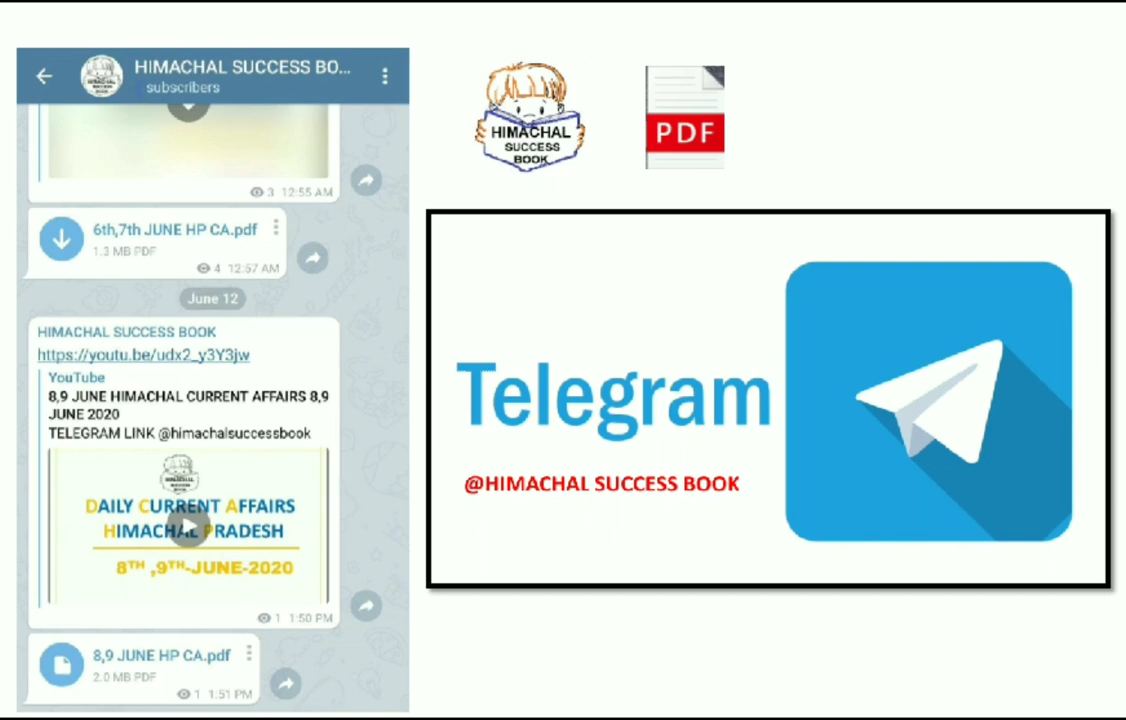 HIMACHAL SUCCESS BO...
subscribers
3 12:55 AM
6th,7th JUNE HP CA.pdf
1.3 MB PDF
4 12:57 AM
June 12
HIMACHAL SUCCESS BOOK
https://youtu.be/udx2_y3Y3jw
YouTube
8,9 JUNE HIMACHAL CURRENT AFFAIRS 8,9
JUNE 2020
TELEGRAM LINK @himachalsuccessbook
HIMACHAL
SUCCESS
BOOK
DAILY CURRENT AFFAIRS
HIMACHAL PRADESH
8TH ,9TH-JUNE-2020
1 1:50 PM
8,9 JUNE HP CA.pdf
2.0 MB PDF
1 1:51 PM
HIMACHAL
SUCCESS
BOOK
PDF
Telegram
@HIMACHAL SUCCESS BOOK